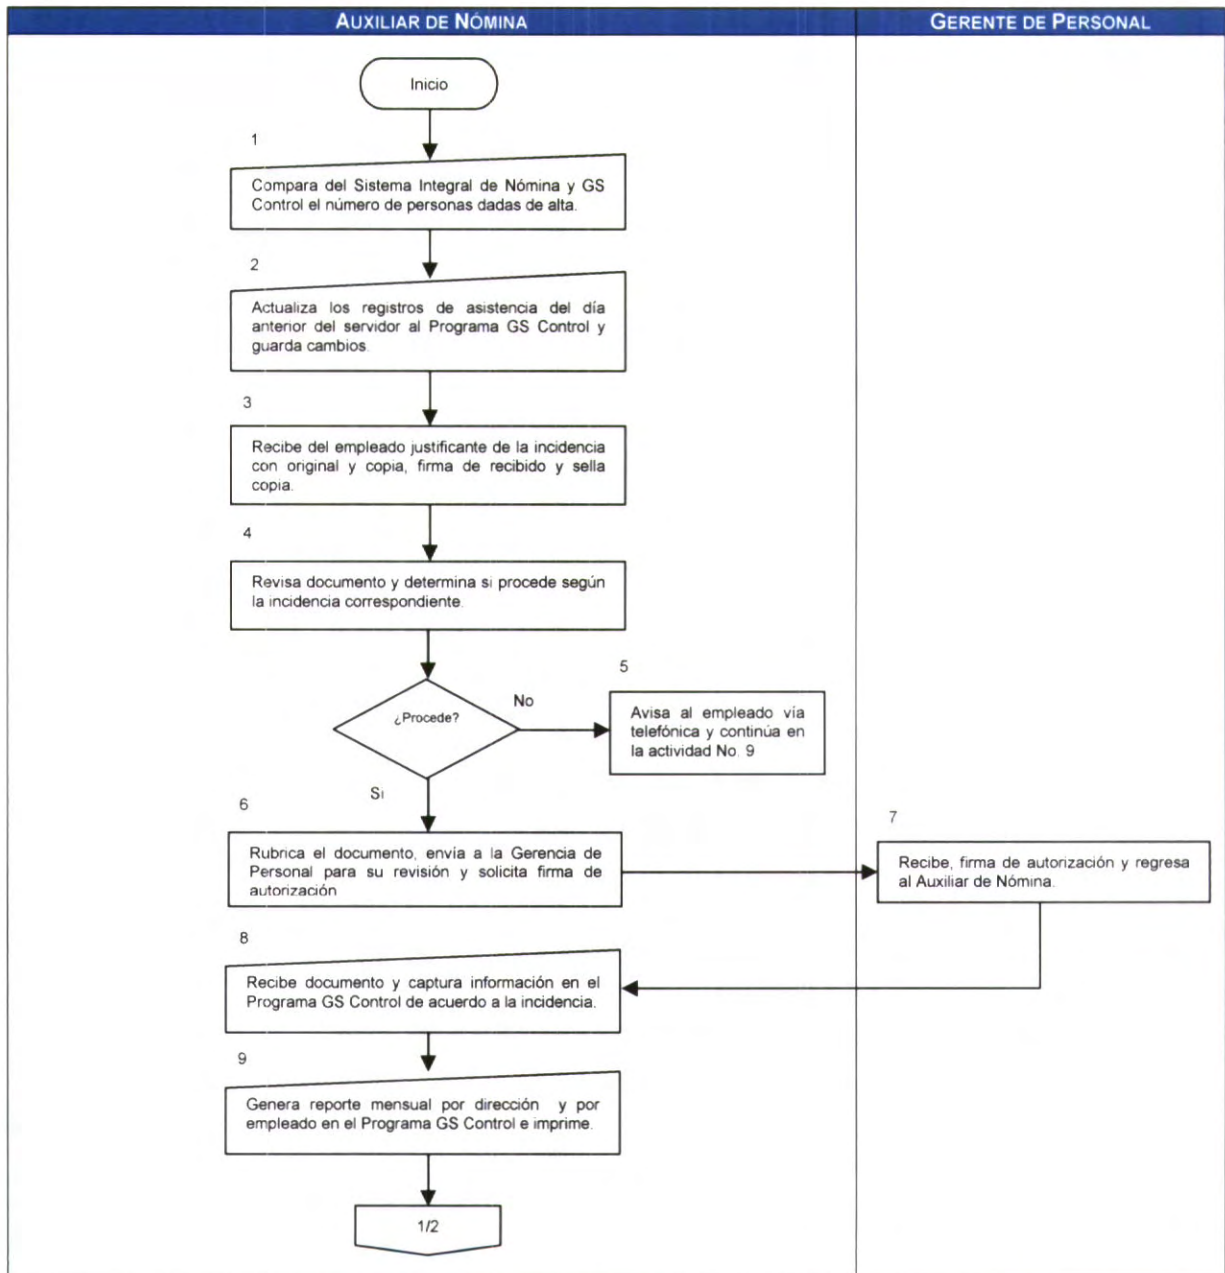 AUXILIAR DE NÓMINA
GERENTE DE PERSONAL
Inicio
1
Compara del Sistema Integral de Nómina y GS
Control el número de personas dadas de alta.
2
Actualiza los registros de asistencia del día
anterior del servidor al Programa GS Control y
guarda cambios.
3
Recibe del empleado justificante de la incidencia
con original y copia, firma de recibido y sella
copia.
4
Revisa documento y determina si procede según
la incidencia correspondiente.
¿Procede?
No
5
Avisa al empleado vía
telefónica y continúa en
la actividad No. 9
Si
6
Rubrica el documento, envía a la Gerencia de
Personal para su revisión y solicita firma de
autorización
7
Recibe, firma de autorización y regresa
al Auxiliar de Nómina.
8
Recibe documento y captura información en el
Programa GS Control de acuerdo a la incidencia.
9
Genera reporte mensual por dirección y por
empleado en el Programa GS Control e imprime.
1/2